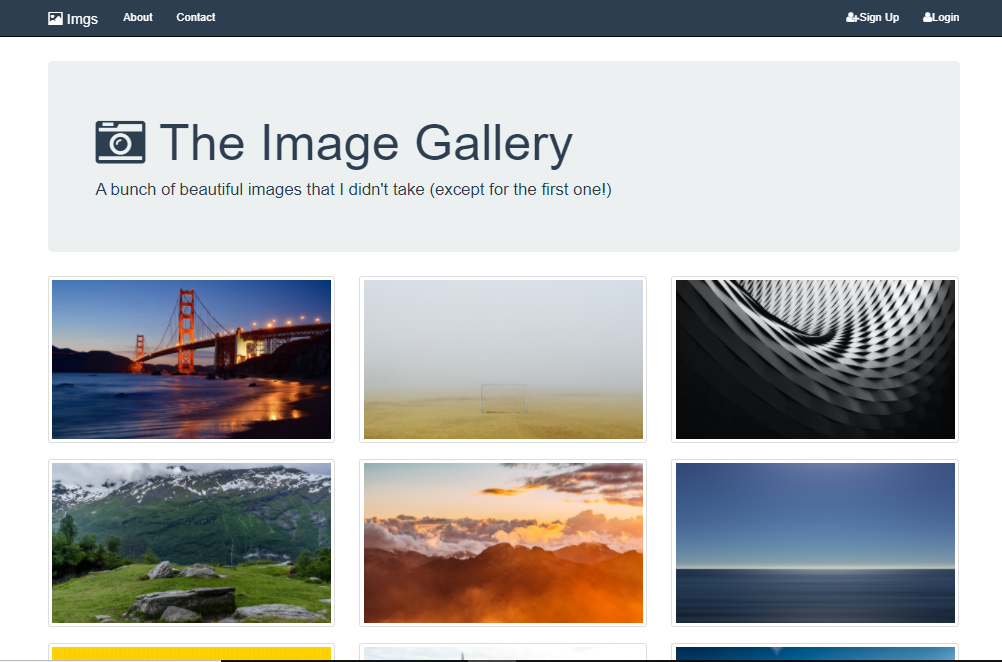 Imgs About Contact Sign Up Login
The Image Gallery
A bunch of beautiful images that I didn't take (except for the first one!)